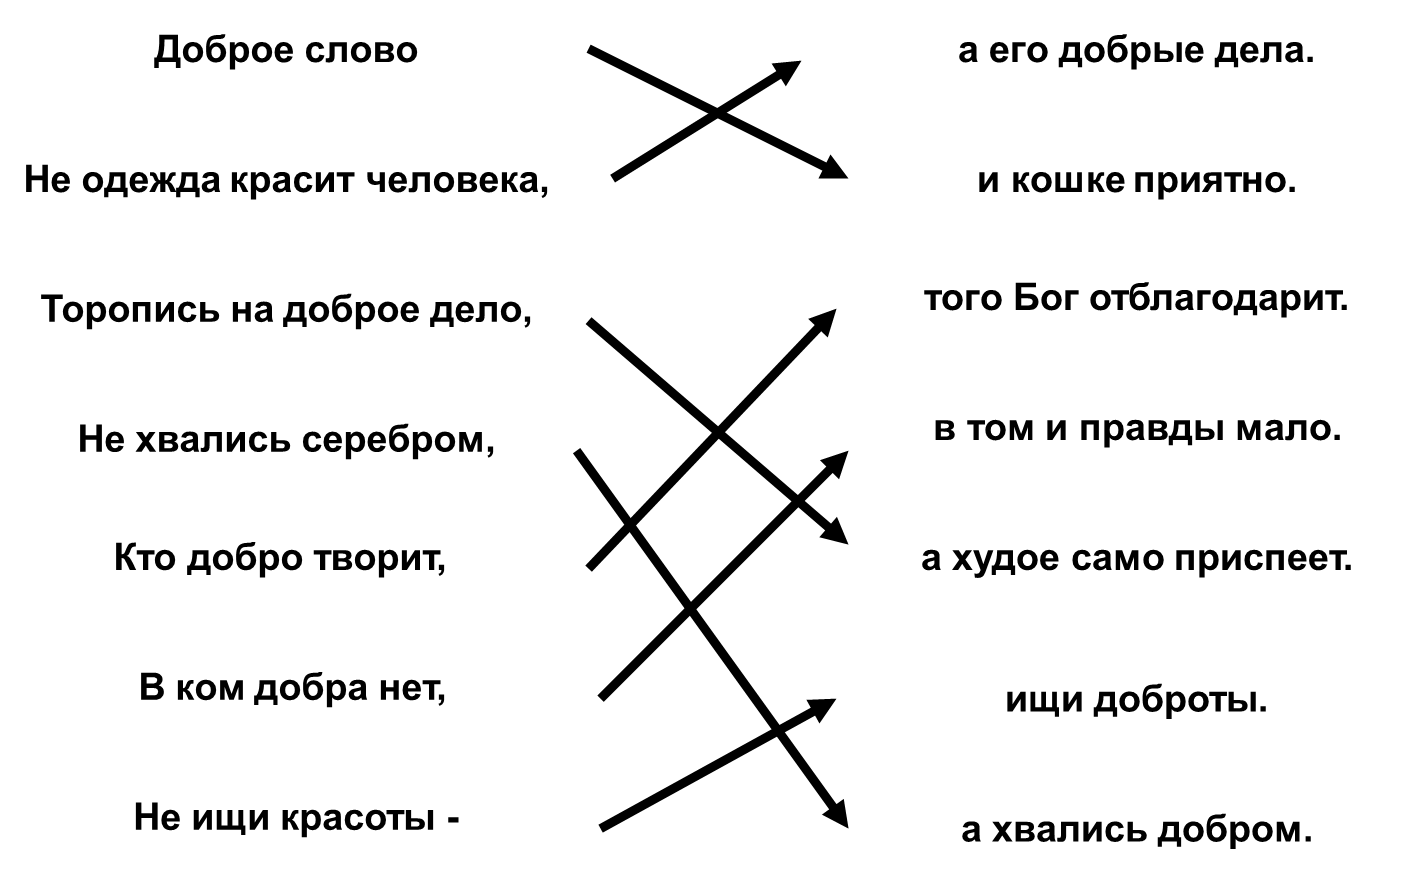 Доброе слово
а его добрые дела.
Не одежда красит человека,
и кошке приятно.
Торопись на доброе дело,
того Бог отблагодарит.
Не хвались серебром,
в том и правды мало.
Кто добро творит,
а худое само приспеет.
В ком добра нет,
ищи доброты.
Не ищи красоты -
а хвались добром.